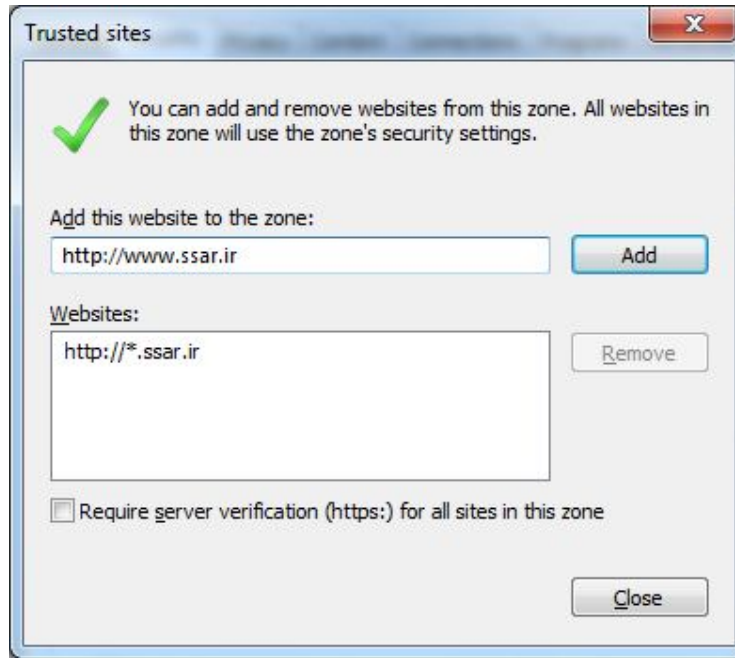 Trusted sites
You can add and remove websites from this zone. All websites in
this zone will use the zone's security settings.
Add this website to the zone:
http://www.ssar.ir
Add
Websites:
http://*.ssar.ir
Remove
Require server verification (https:) for all sites in this zone
Close